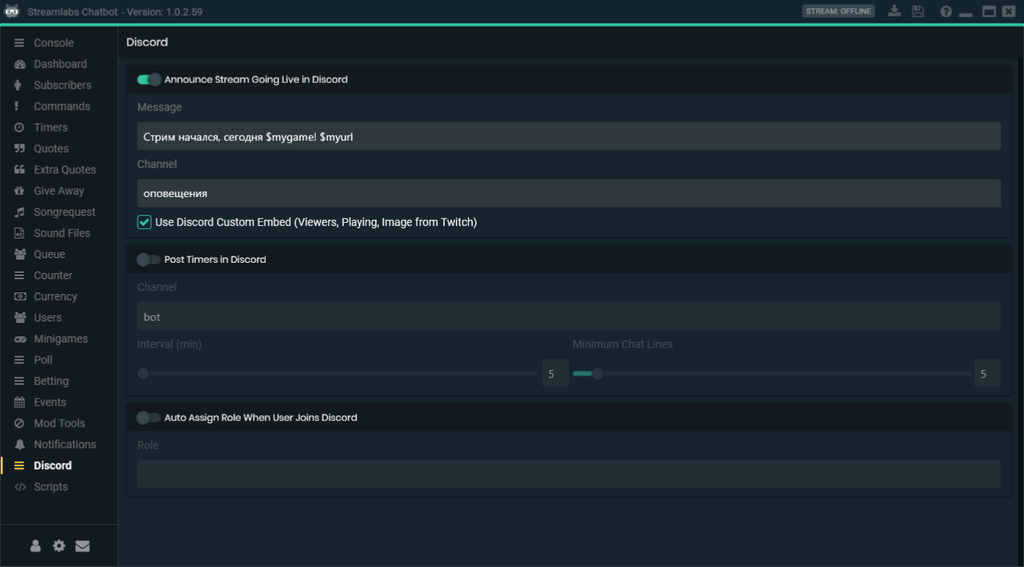 Streamlabs Chatbot - Version: 1.0.2.59
STREAM: OFFLINE
Console
Dashboard
Subscribers
Commands
Timers
Quotes
Extra Quotes
Give Away
Songrequest
Sound Files
Queue
Counter
Currency
Users
Minigames
Poll
Betting
Events
Mod Tools
Notifications
Discord
Scripts
Discord
Announce Stream Going Live in Discord
Message
Стрим начался, сегодня $mygame! $myurl
Channel
оповещения
Use Discord Custom Embed (Viewers, Playing, Image from Twitch)
Post Timers in Discord
Channel
bot
Interval (min) Minimum Chat Lines
5 5
Auto Assign Role When User Joins Discord
Role